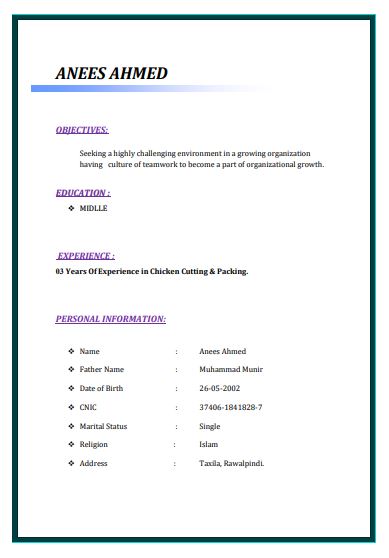 ANEES AHMED
OBJECTIVES:
Seeking a highly challenging environment in a growing organization
having culture of teamwork to become a part of organizational growth.
EDUCATION :
❖ MIDLLE
EXPERIENCE :
03 Years Of Experience in Chicken Cutting & Packing.
PERSONAL INFORMATION:
❖ Name : Anees Ahmed
❖ Father Name : Muhammad Munir
❖ Date of Birth : 26-05-2002
❖ CNIC : 37406-1841828-7
❖ Marital Status : Single
❖ Religion : Islam
❖ Address : Taxila, Rawalpindi.